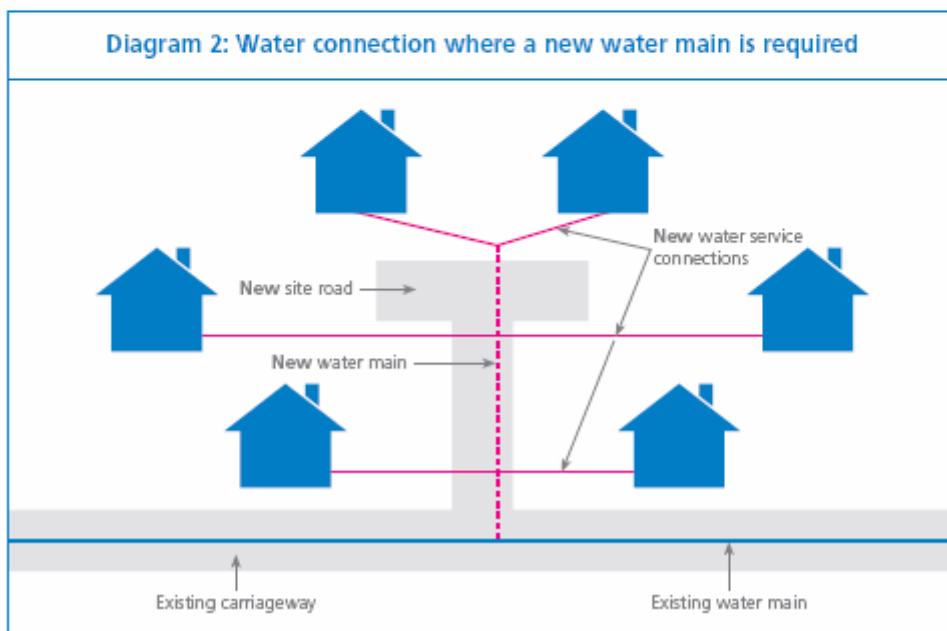 Diagram 2: Water connection where a new water main is required
New water service
connections
New site road
New water main
Existing carriageway
Existing water main